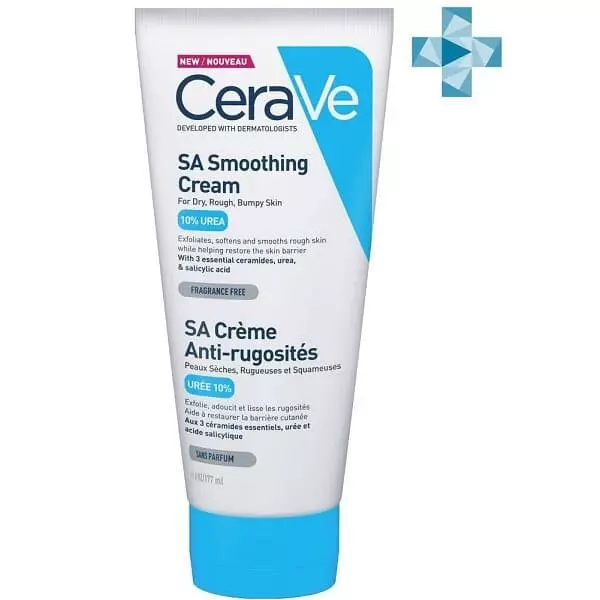 NEW / NOUVEAU
CeraVe
DEVELOPED WITH DERMATOLOGISTS
SA Smoothing
Cream
For Dry, Rough, Bumpy Skin
10% UREA
Exfoliates, softens and smooths rough skin
while helping restore the skin barrier
With 3 essential ceramides, urea,
& salicylic acid
FRAGRANCE FREE
SA Crème
Anti-rugosités
Peaux Sèches, Rugueuses et Squameuses
URÉE 10%
Exfolie, adoucit et lisse les rugosités
Aide à restaurer la barrière cutanée
Aux 3 céramides essentiels, urée et
acide salicylique
SANS PARFUM
177 ml